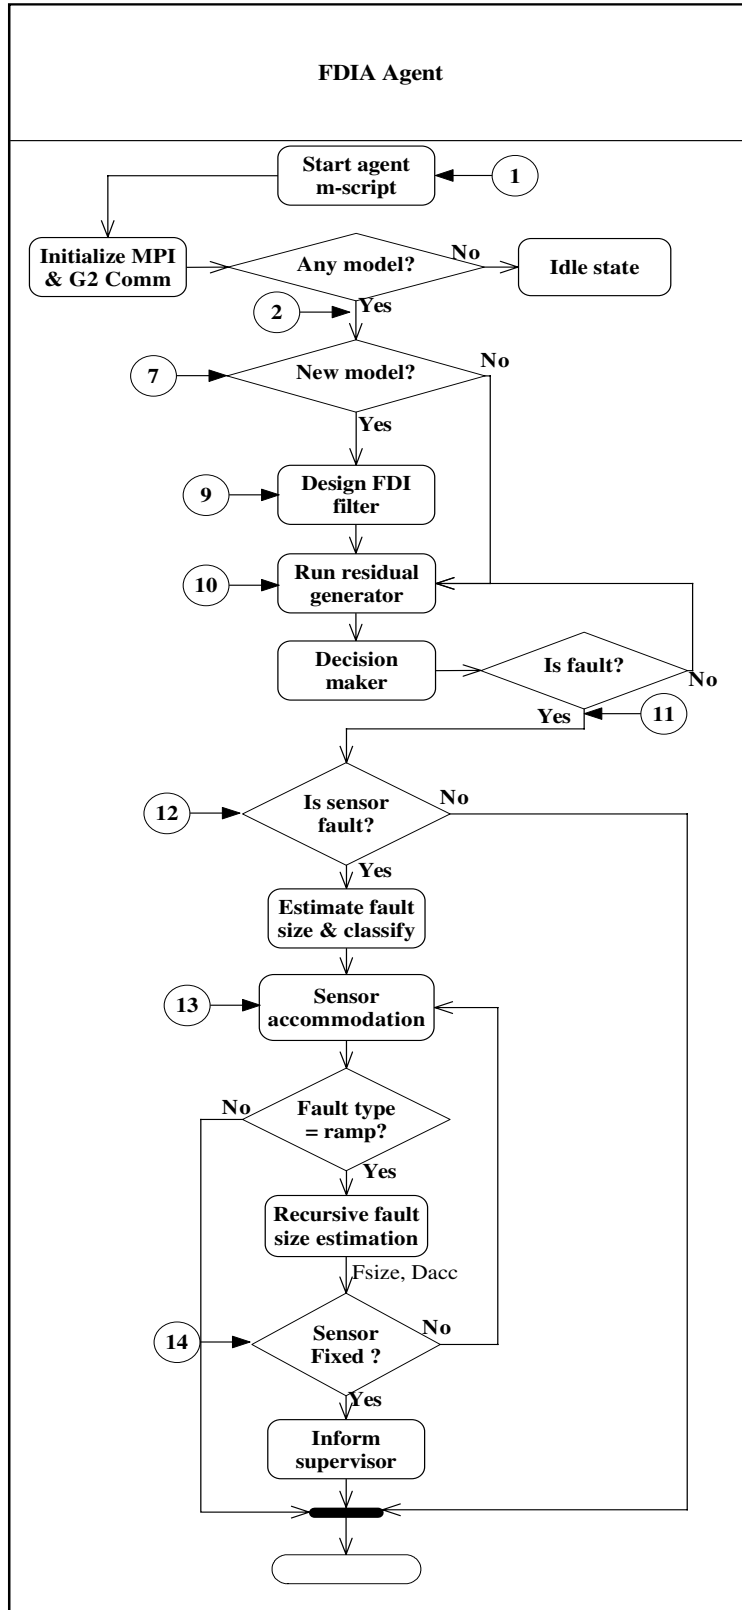 FDIA Agent
Start agent
m-script
1
Initialize MPI
& G2 Comm
Any model?
No
Idle state
2
Yes
7
New model?
No
Yes
9
Design FDI
filter
10
Run residual
generator
Decision
maker
Is fault?
No
Yes
11
12
Is sensor
fault?
No
Yes
Estimate fault
size & classify
13
Sensor
accommodation
No
Fault type
= ramp?
Yes
Recursive fault
size estimation
Fsize, Dacc
14
Sensor
Fixed ?
No
Yes
Inform
supervisor